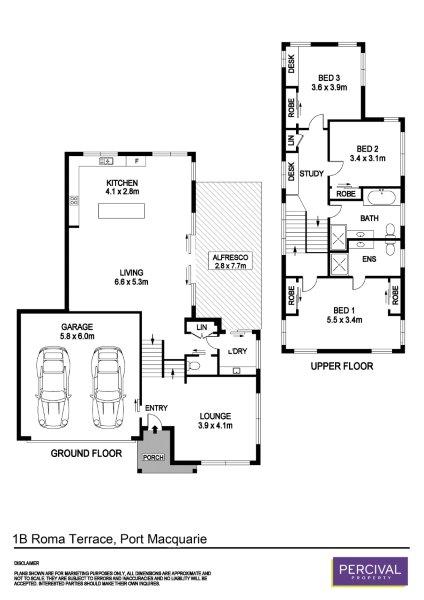 DESK
BED 3
3.6 x 3.9m
ROBE
LIN
BED 2
3.4 x 3.1m
DESK
STUDY
ROBE
BATH
ENS
ROBE
BED 1
5.5 x 3.4m
ROBE
UPPER FLOOR
F
KITCHEN
4.1 x 2.8m
ALFRESCO
2.8 x 7.7m
LIVING
6.6 x 5.3m
GARAGE
5.8 x 6.0m
LIN
L'DRY
ENTRY
LOUNGE
3.9 x 4.1m
PORCH
GROUND FLOOR
1B Roma Terrace, Port Macquarie
DISCLAIMER
PLANS SHOWN ARE FOR MARKETING PURPOSES ONLY, ALL DIMENSIONS ARE APPROXIMATE AND
NOT TO SCALE. THEY ARE SUBJECT TO ERRORS AND INACCURACIES AND NO LIABILITY WILL BE
ACCEPTED. INTERESTED PARTIES SHOULD MAKE THEIR OWN INQUIRIES.
PERCIVAL
PROPERTY